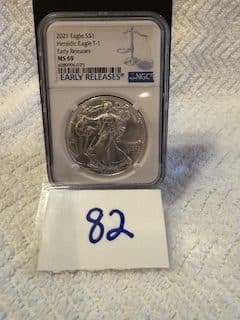 2021 Eagle S$1
Heraldic Eagle T-1
Early Releases
MS 69
NGC
EARLY RELEASES
82